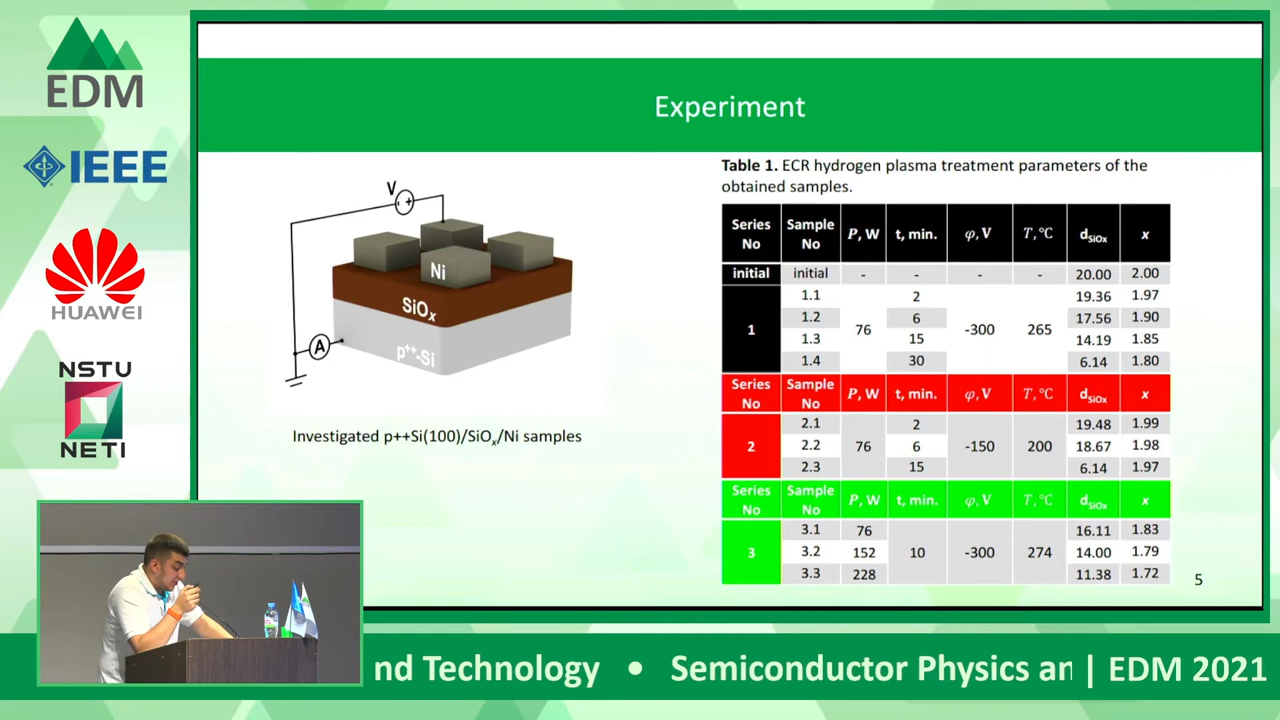 EDM
IEEE
HUAWEI
NSTU
NETI
Experiment
V
- +
Ni
SiOx
p++-Si
A
Investigated p++Si(100)/SiOx/Ni samples
Table 1. ECR hydrogen plasma treatment parameters of the
obtained samples.
Series No Sample No P, W t, min. φ, V T, °C dSiOx x
initial initial - - - - 20.00 2.00
1 76 -300 265
1.1 2 19.36 1.97
1.2 6 17.56 1.90
1.3 15 14.19 1.85
1.4 30 6.14 1.80
Series No Sample No P, W t, min. φ, V T, °C dSiOx x
2 76 -150 200
2.1 2 19.48 1.99
2.2 6 18.67 1.98
2.3 15 6.14 1.97
Series No Sample No P, W t, min. φ, V T, °C dSiOx x
3 10 -300 274
3.1 76 16.11 1.83
3.2 152 14.00 1.79
3.3 228 11.38 1.72
5
nd Technology • Semiconductor Physics an | EDM 2021